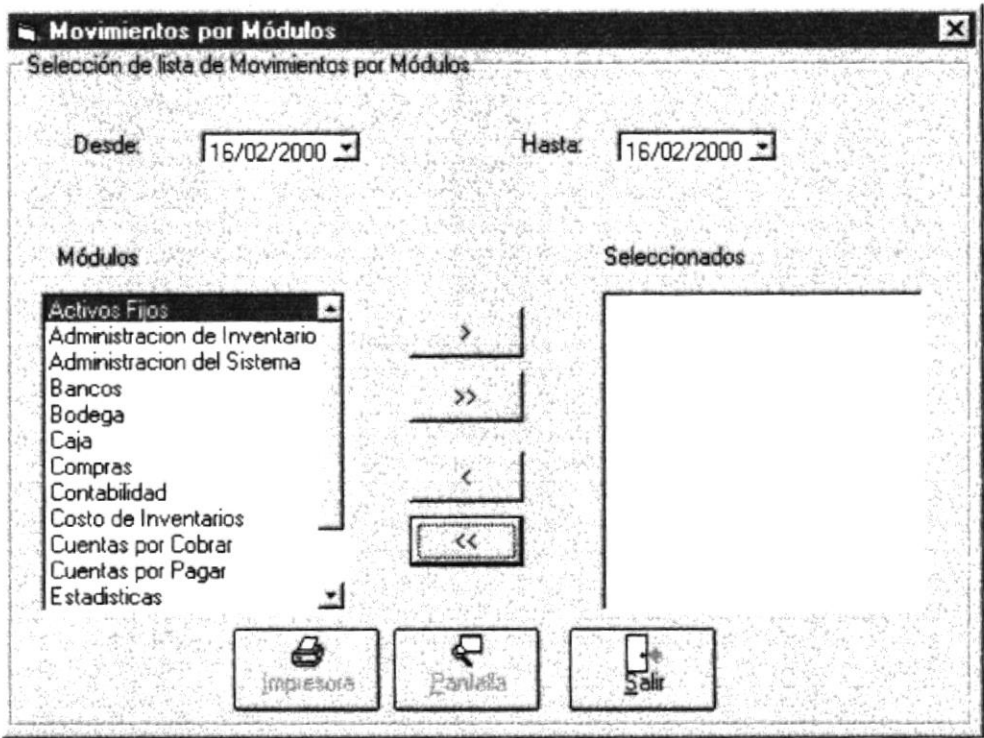 Movimientos por Módulos
Selección de lista de Movimientos por Módulos
Desde: 16/02/2000 Hasta: 16/02/2000
Módulos Seleccionados
Activos Fijos
Administracion de Inventario
Administracion del Sistema
Bancos
Bodega
Caja
Compras
Contabilidad
Costo de Inventarios
Cuentas por Cobrar
Cuentas por Pagar
Estadisticas
>
>>
<
<<
Impresora Pantalla Salir